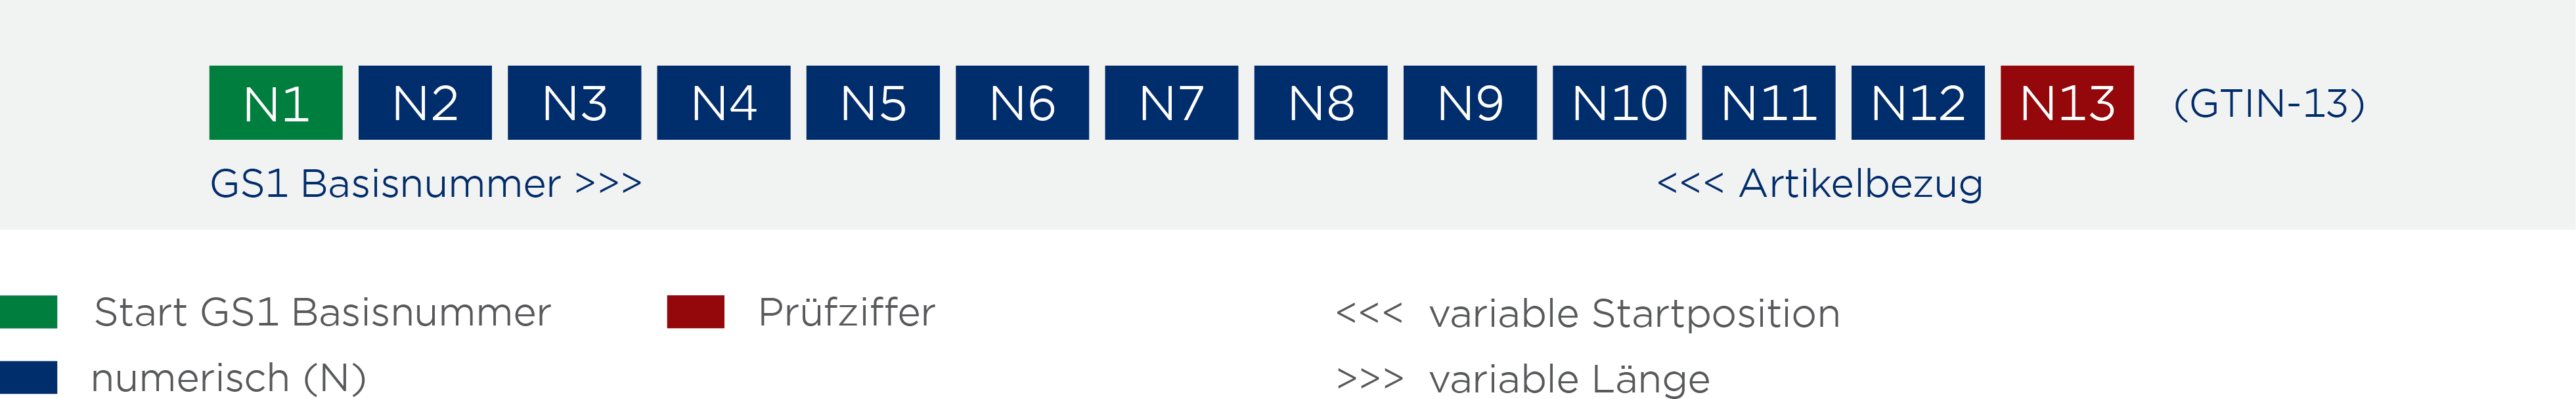 N1 N2 N3 N4 N5 N6 N7 N8 N9 N10 N11 N12 N13 (GTIN-13)
GS1 Basisnummer >>> <<< Artikelbezug
Start GS1 Basisnummer Prüfziffer <<< variable Startposition
numerisch (N) >>> variable Länge